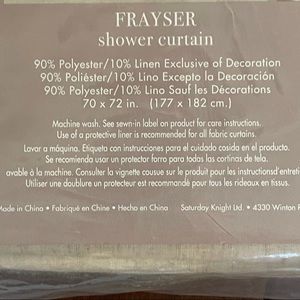 FRAYSER
shower curtain
90% Polyester/10% Linen Exclusive of Decoration
90% Poliéster/10% Lino Excepto la Decoración
90% Polyester/10% Lino Sauf les Décorations
70 x 72 in. (177 x 182 cm.)
Machine wash. See sewn-in label on product for care instructions.
Use of a protective liner is recommended for all fabric curtains.
Lavar a máquina. Etiqueta con instrucciones para el cuidado cosida en el producto.
Se recomienda usar un protector forro para todas las cortinas de tela.
avable à la machine. Consulter la vignette cousue sur le produit pour les instructions d'entreti
Utiliser une doublure un protecteur est recommandé pour tous les rideaux en tissus.
Made in China • Fabriqué en Chine • Hecho en China Saturday Knight Ltd. • 4330 Winton R